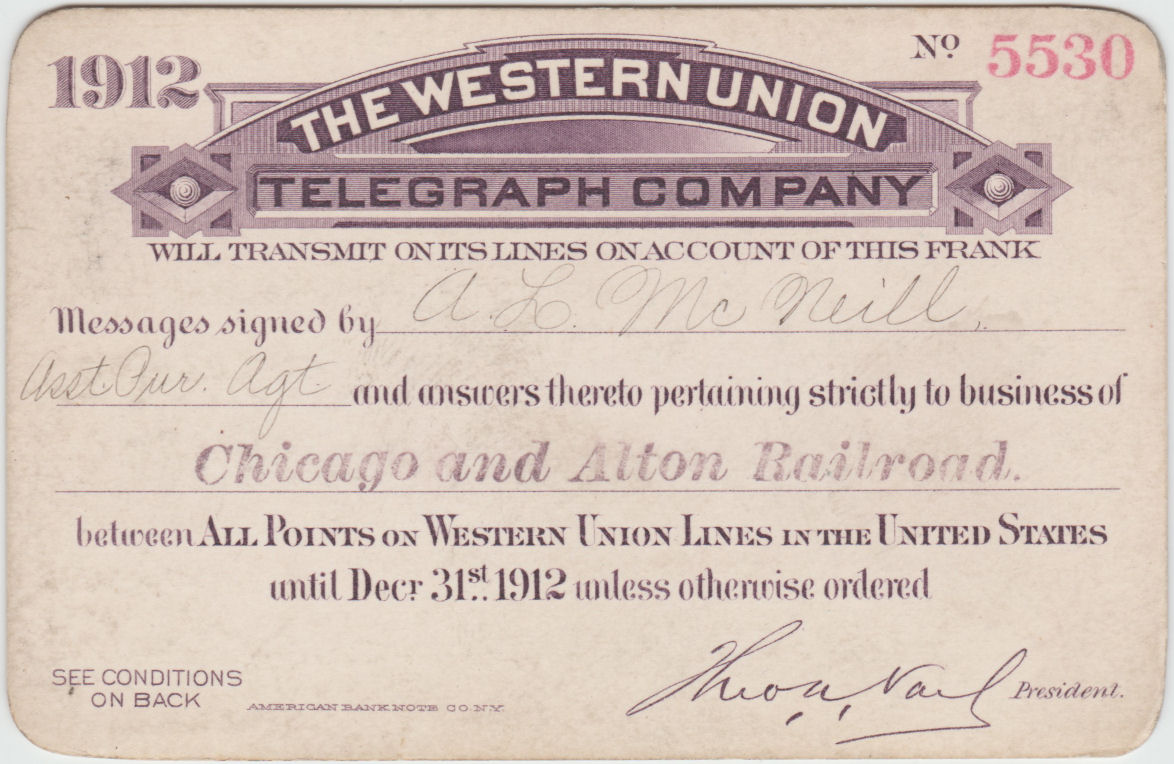 1912
Nº 5530
THE WESTERN UNION
TELEGRAPH COMPANY
WILL TRANSMIT ON ITS LINES ON ACCOUNT OF THIS FRANK
Messages signed by A. L. McNeill,
Asst. Pur. Agt. and answers thereto pertaining strictly to business of
Chicago and Alton Railroad.
between ALL POINTS ON WESTERN UNION LINES IN THE UNITED STATES
until Decr. 31st. 1912 unless otherwise ordered
SEE CONDITIONS
ON BACK
AMERICAN BANK NOTE CO. N.Y.
Theo. N. Vail President.